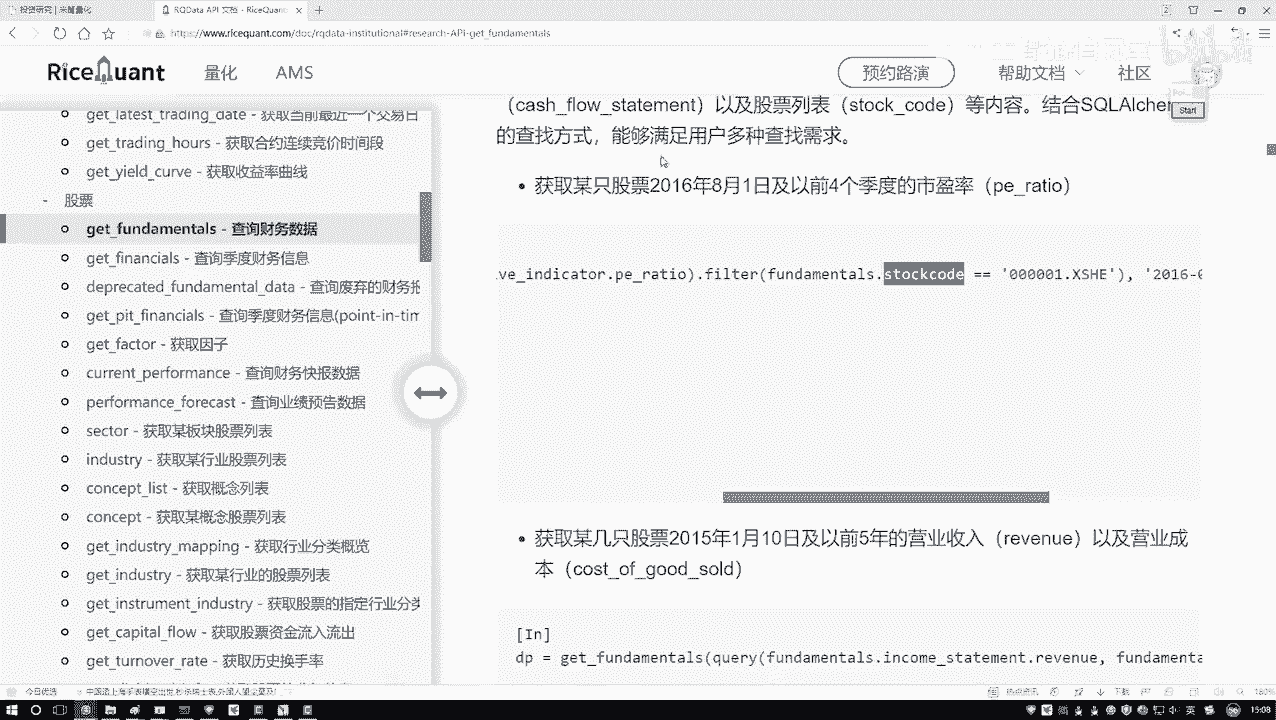 投资研究 | 米筐量化
RQData API 文档 - RiceQuant
https://www.ricequant.com/doc/rqdata-institutional#research-API-get_fundamentals
RiceQuant
量化
AMS
预约路演
帮助文档
社区
Start
get_latest_trading_date - 获取当前最近一个交易日
get_trading_hours - 获取合约连续竞价时间段
get_yield_curve - 获取收益率曲线
- 股票
get_fundamentals - 查询财务数据
get_financials - 查询季度财务信息
deprecated_fundamental_data - 查询废弃的财务报
get_pit_financials - 查询季度财务信息(point-in-tim
get_factor - 获取因子
current_performance - 查询财务快报数据
performance_forecast - 查询业绩预告数据
sector - 获取某板块股票列表
industry - 获取某行业股票列表
concept_list - 获取概念列表
concept - 获取某概念股票列表
get_industry_mapping - 获取行业分类概览
get_industry - 获取某行业的股票列表
get_instrument_industry - 获取股票的指定行业分类
get_capital_flow - 获取股票资金流入流出
get_turnover_rate - 获取历史换手率
（cash_flow_statement）以及股票列表（stock_code）等内容。结合SQLAlche
的查找方式，能够满足用户多种查找需求。
• 获取某只股票2016年8月1日及以前4个季度的市盈率（pe_ratio）
ve_indicator.pe_ratio).filter(fundamentals.stockcode == '000001.XSHE'), '2016-0
• 获取某几只股票2015年1月10日及以前5年的营业收入（revenue）以及营业成
本（cost_of_good_sold）
[In]
dp = get_fundamentals(query(fundamentals.income_statement.revenue, fundamenta
今日优选
160%
15:08